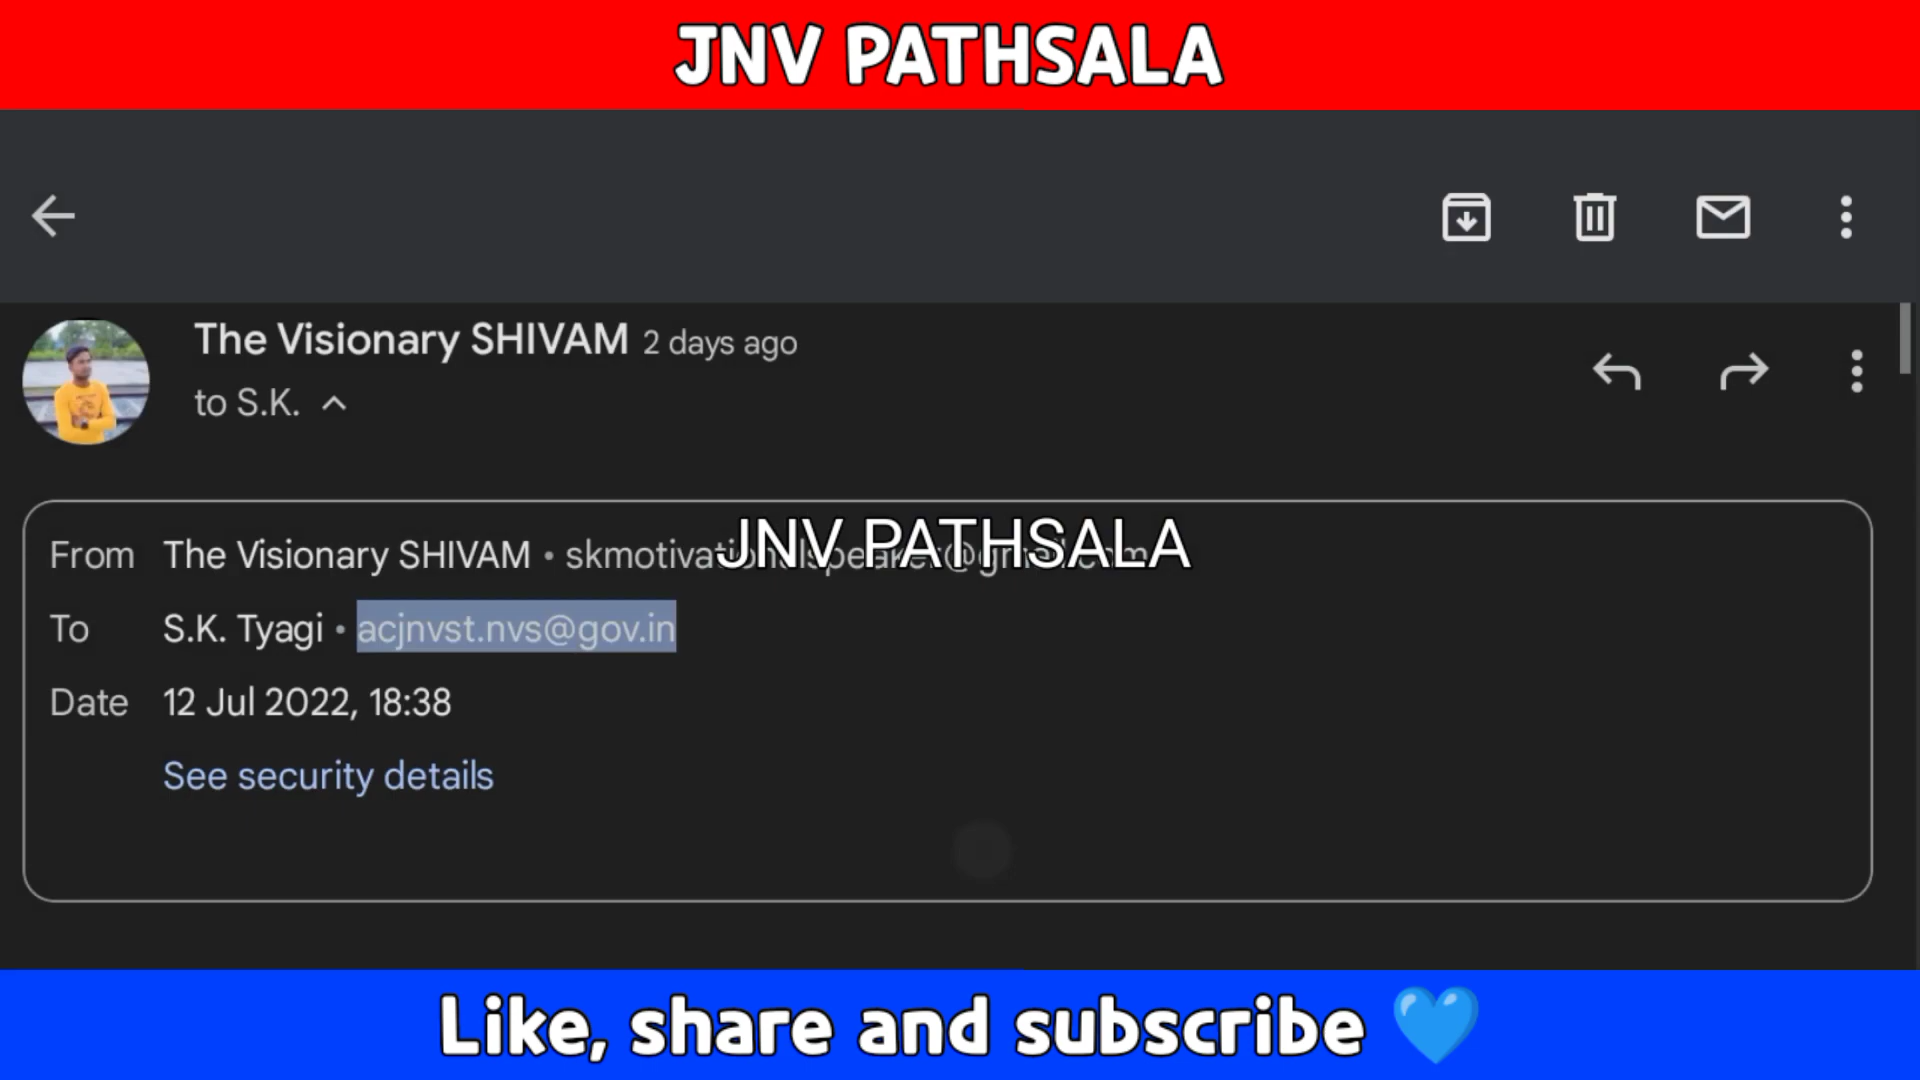 JNV PATHSALA
The Visionary SHIVAM 2 days ago
to S.K.
JNV PATHSALA
From The Visionary SHIVAM •
To S.K. Tyagi • acjnvst.nvs@gov.in
Date 12 Jul 2022, 18:38
See security details
Like, share and subscribe 💙